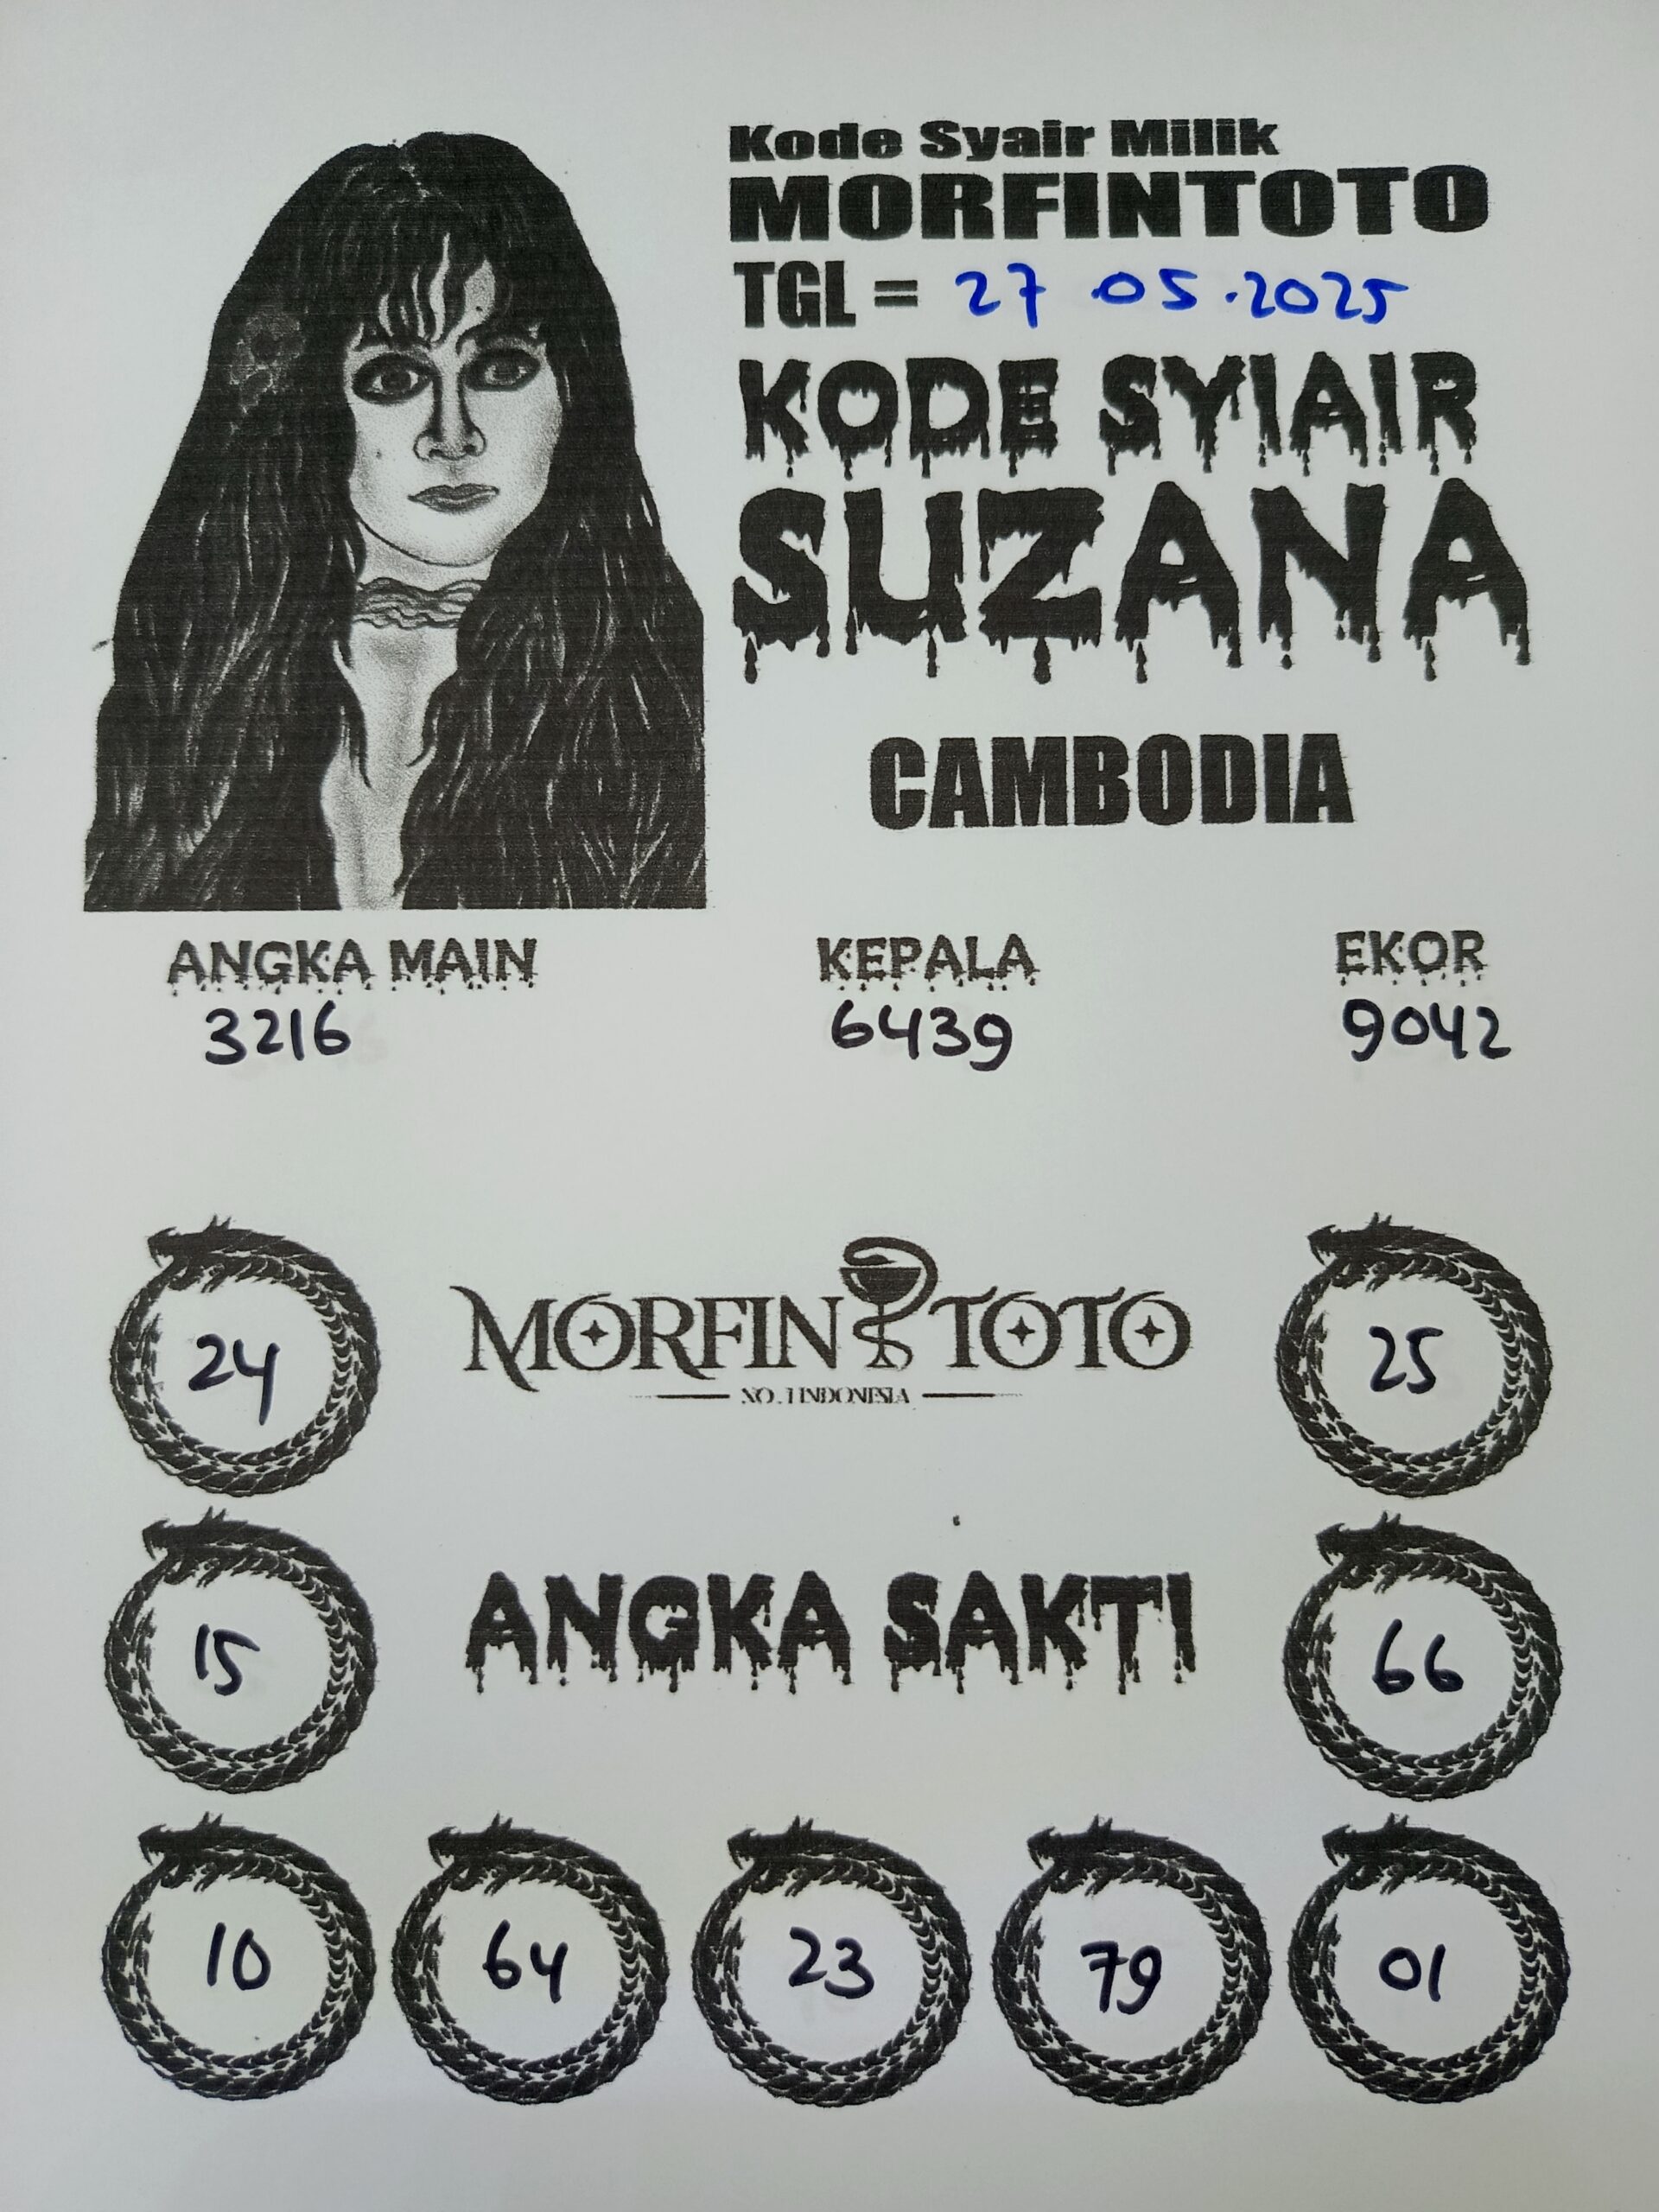 Kode Syair Milik
MORFINTOTO
TGL = 27 05.2025
KODE SYIAIR
SUZANA
CAMBODIA
ANGKA MAIN KEPALA EKOR
3216 6439 9042
24 MORFIN TOTO 25
NO.1 INDONESIA
15 ANGKA SAKTI 66
10 64 23 79 01